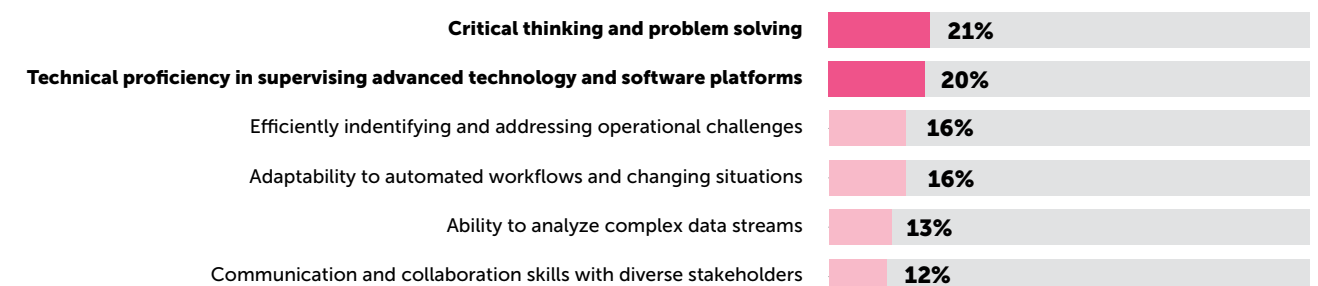 Critical thinking and problem solving 21%
Technical proficiency in supervising advanced technology and software platforms 20%
Efficiently indentifying and addressing operational challenges 16%
Adaptability to automated workflows and changing situations 16%
Ability to analyze complex data streams 13%
Communication and collaboration skills with diverse stakeholders 12%